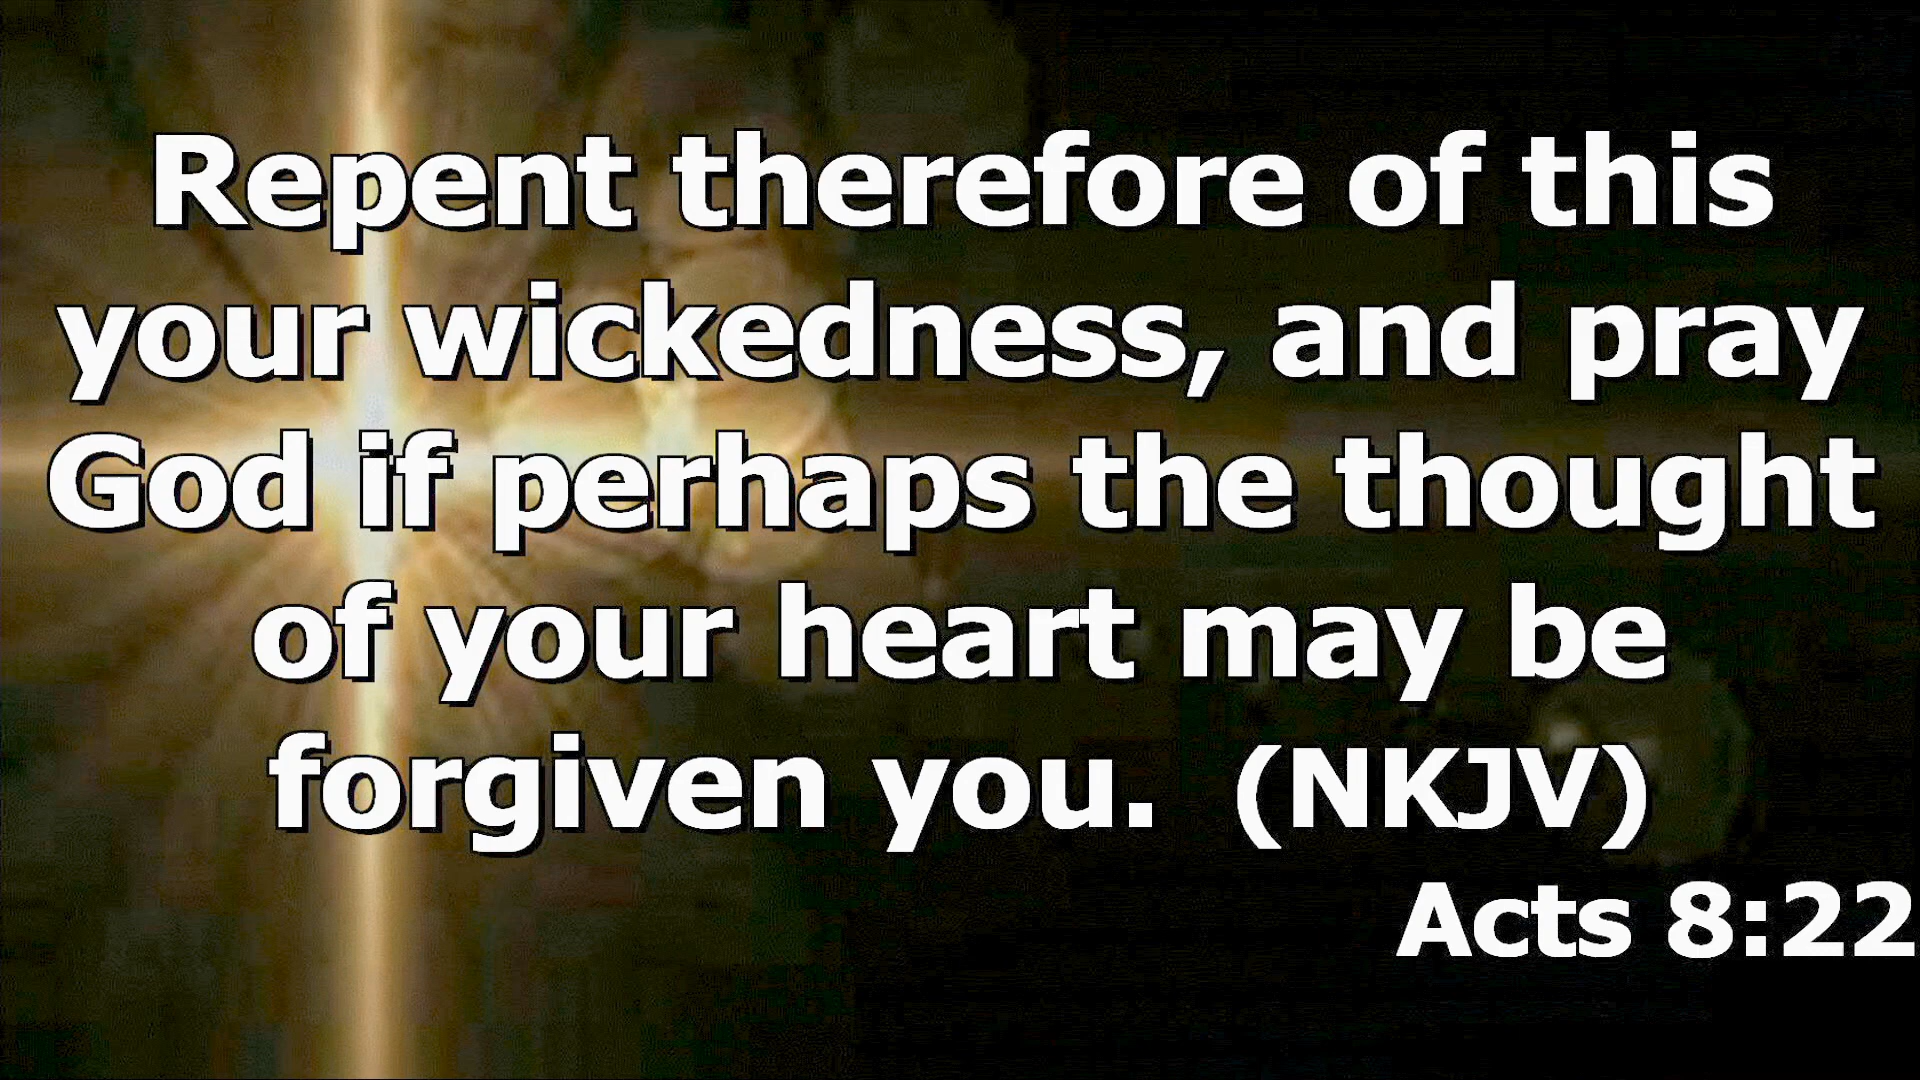 Repent therefore of this
your wickedness, and pray
God if perhaps the thought
of your heart may be
forgiven you.  (NKJV)
Acts 8:22